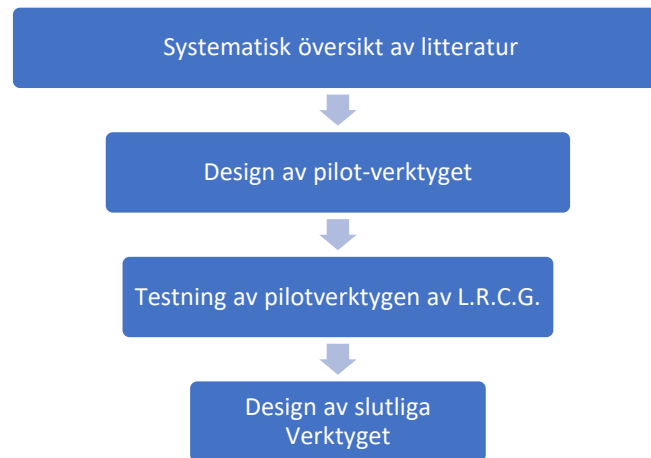 Systematisk översikt av litteratur
Design av pilot-verktyget
Testning av pilotverktygen av L.R.C.G.
Design av slutliga
Verktyget